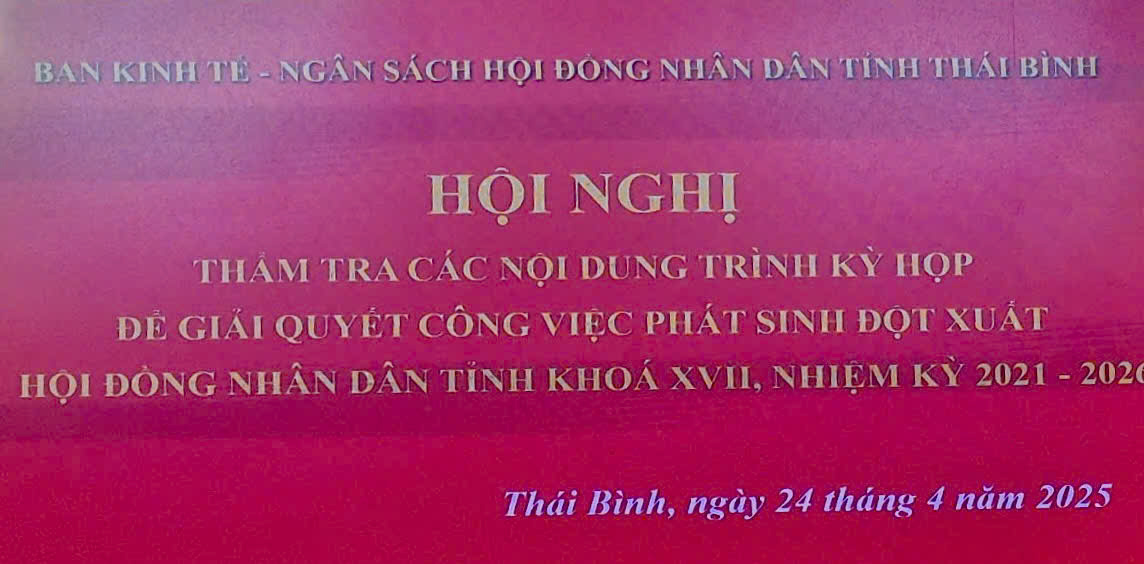 BAN KINH TẾ - NGÂN SÁCH HỘI ĐỒNG NHÂN DÂN TỈNH THÁI BÌNH
HỘI NGHỊ
THẨM TRA CÁC NỘI DUNG TRÌNH KỲ HỌP
ĐỂ GIẢI QUYẾT CÔNG VIỆC PHÁT SINH ĐỘT XUẤT
HỘI ĐỒNG NHÂN DÂN TỈNH KHOÁ XVII, NHIỆM KỲ 2021 - 2026
Thái Bình, ngày 24 tháng 4 năm 2025